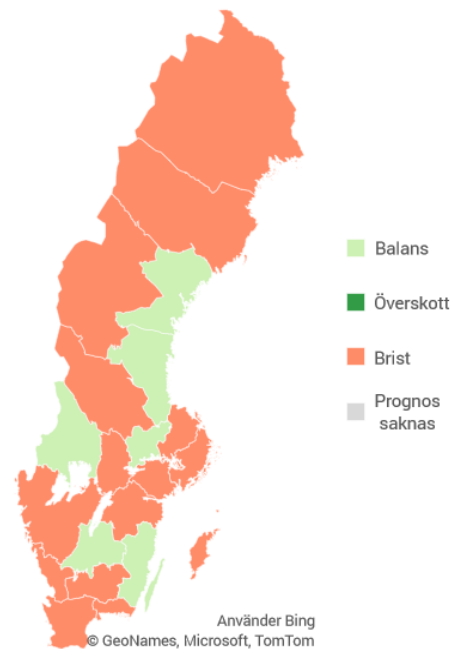 Balans
Överskott
Brist
Prognos
saknas
Använder Bing
© GeoNames, Microsoft, TomTom